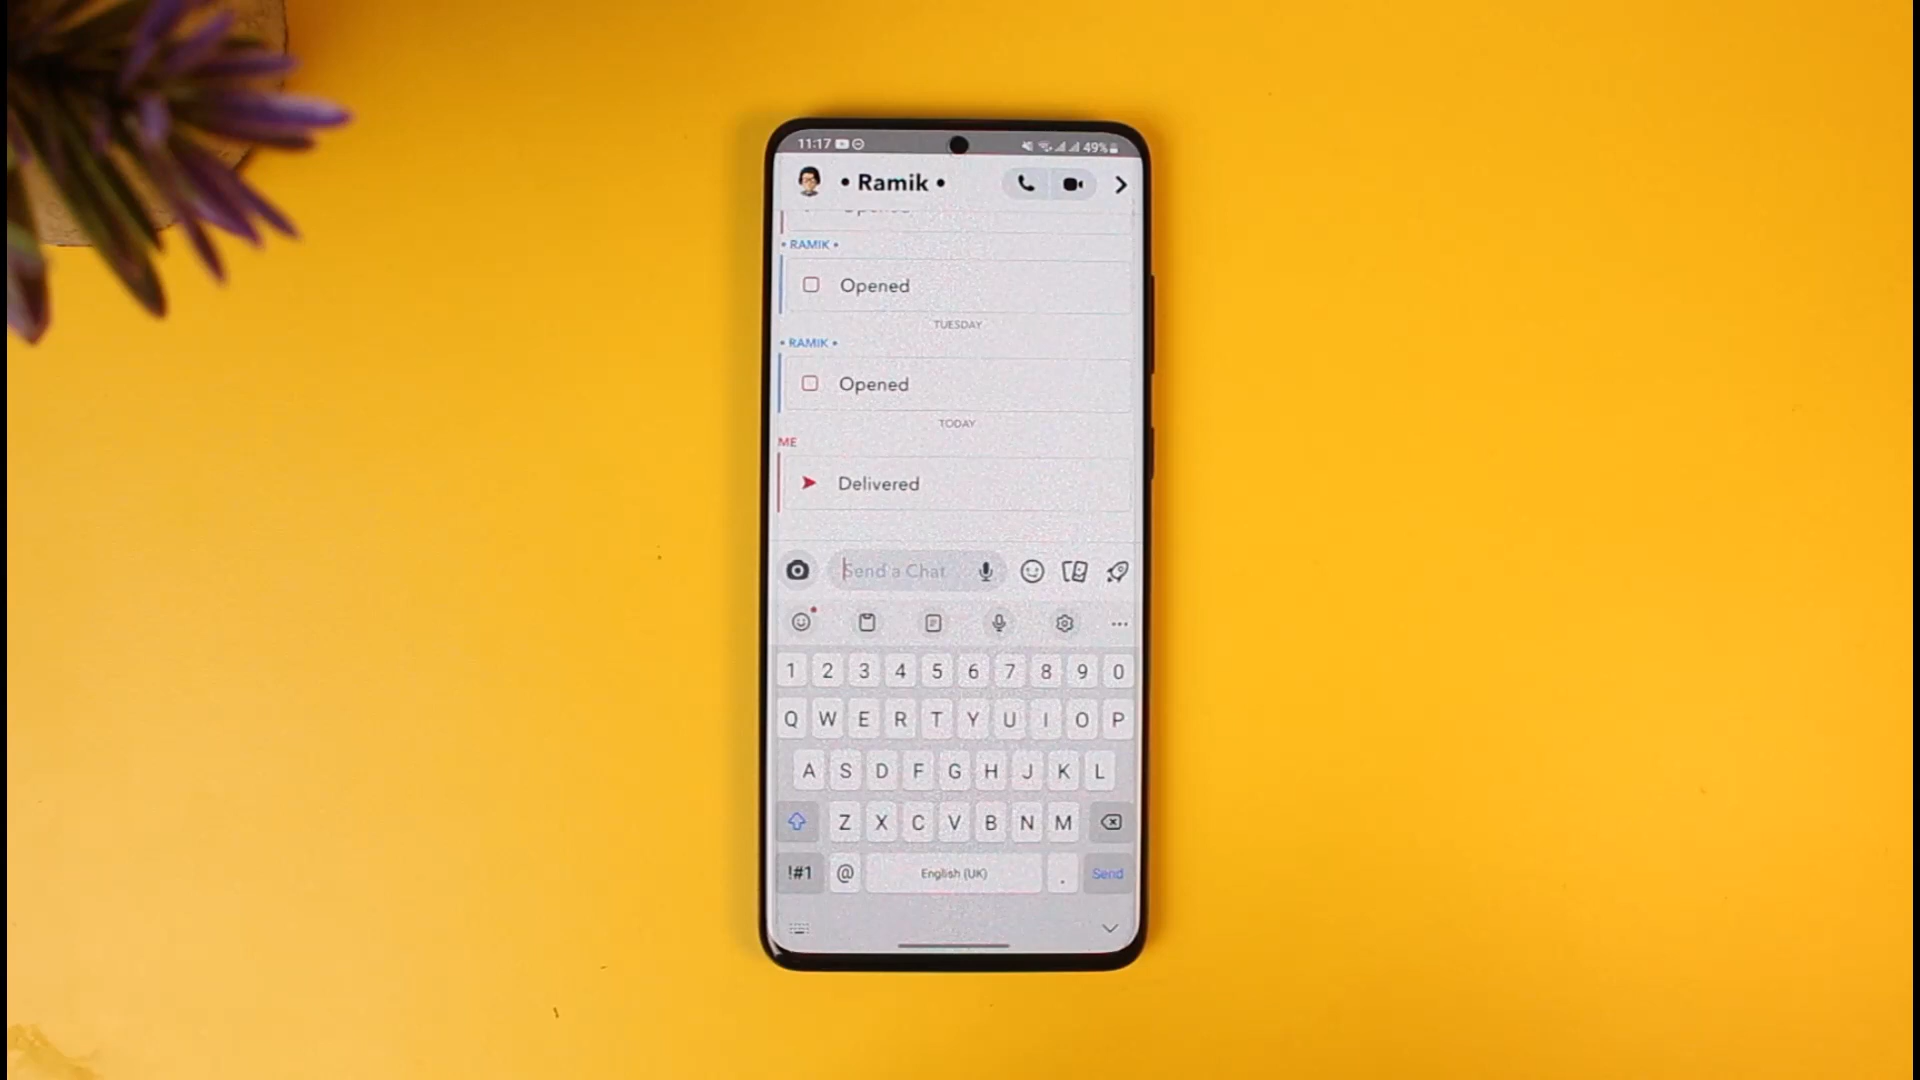 11:17 49%
• Ramik •
Opened
• RAMIK •
Opened
TUESDAY
• RAMIK •
Opened
TODAY
ME
Delivered
Send a Chat
1 2 3 4 5 6 7 8 9 0
Q W E R T Y U I O P
A S D F G H J K L
Z X C V B N M
!#1 @ English (UK) . Send